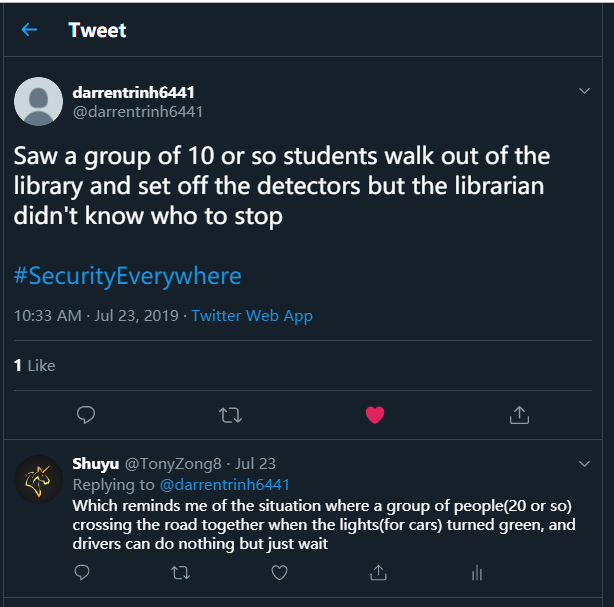 Tweet
darrentrinh6441
@darrentrinh6441
Saw a group of 10 or so students walk out of the
library and set off the detectors but the librarian
didn't know who to stop
#SecurityEverywhere
10:33 AM · Jul 23, 2019 · Twitter Web App
1 Like
Shuyu @TonyZong8 · Jul 23
Replying to @darrentrinh6441
Which reminds me of the situation where a group of people(20 or so)
crossing the road together when the lights(for cars) turned green, and
drivers can do nothing but just wait